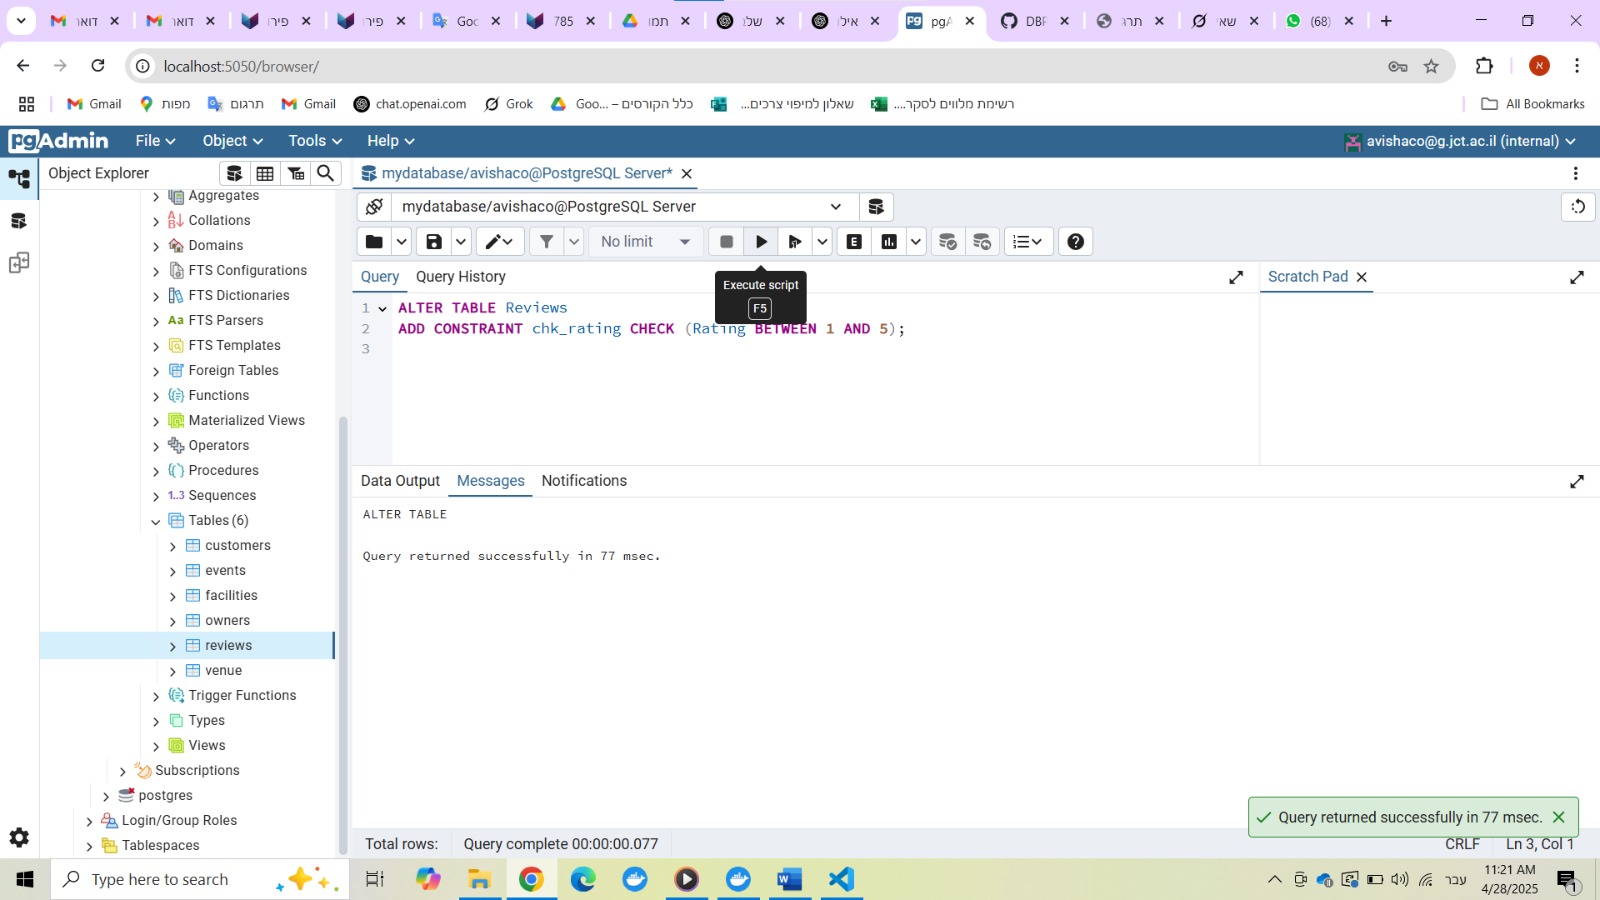 דואר
דואר
פירו
פיר
Goc
785
תמו
שלו
אילו
pgA
DBF
תרג
שא
(68)
localhost:5050/browser/
Gmail
מפות
תרגום
Gmail
chat.openai.com
Grok
כלל הקורסים – Goo...
שאלון למיפוי צרכים...
רשימת מלווים לסקר....
All Bookmarks
pgAdmin
File
Object
Tools
Help
avishaco@g.jct.ac.il (internal)
Object Explorer
mydatabase/avishaco@PostgreSQL Server*
mydatabase/avishaco@PostgreSQL Server
No limit
Query
Query History
Scratch Pad
Execute script
F5
1 ALTER TABLE Reviews
2 ADD CONSTRAINT chk_rating CHECK (Rating BETWEEN 1 AND 5);
3
Aggregates
Collations
Domains
FTS Configurations
FTS Dictionaries
FTS Parsers
FTS Templates
Foreign Tables
Functions
Materialized Views
Operators
Procedures
1..3 Sequences
Tables (6)
customers
events
facilities
owners
reviews
venue
Trigger Functions
Types
Views
Subscriptions
postgres
Login/Group Roles
Tablespaces
Data Output
Messages
Notifications
ALTER TABLE
Query returned successfully in 77 msec.
Query returned successfully in 77 msec.
Total rows:
Query complete 00:00:00.077
CRLF
Ln 3, Col 1
Type here to search
עבר
11:21 AM
4/28/2025
1